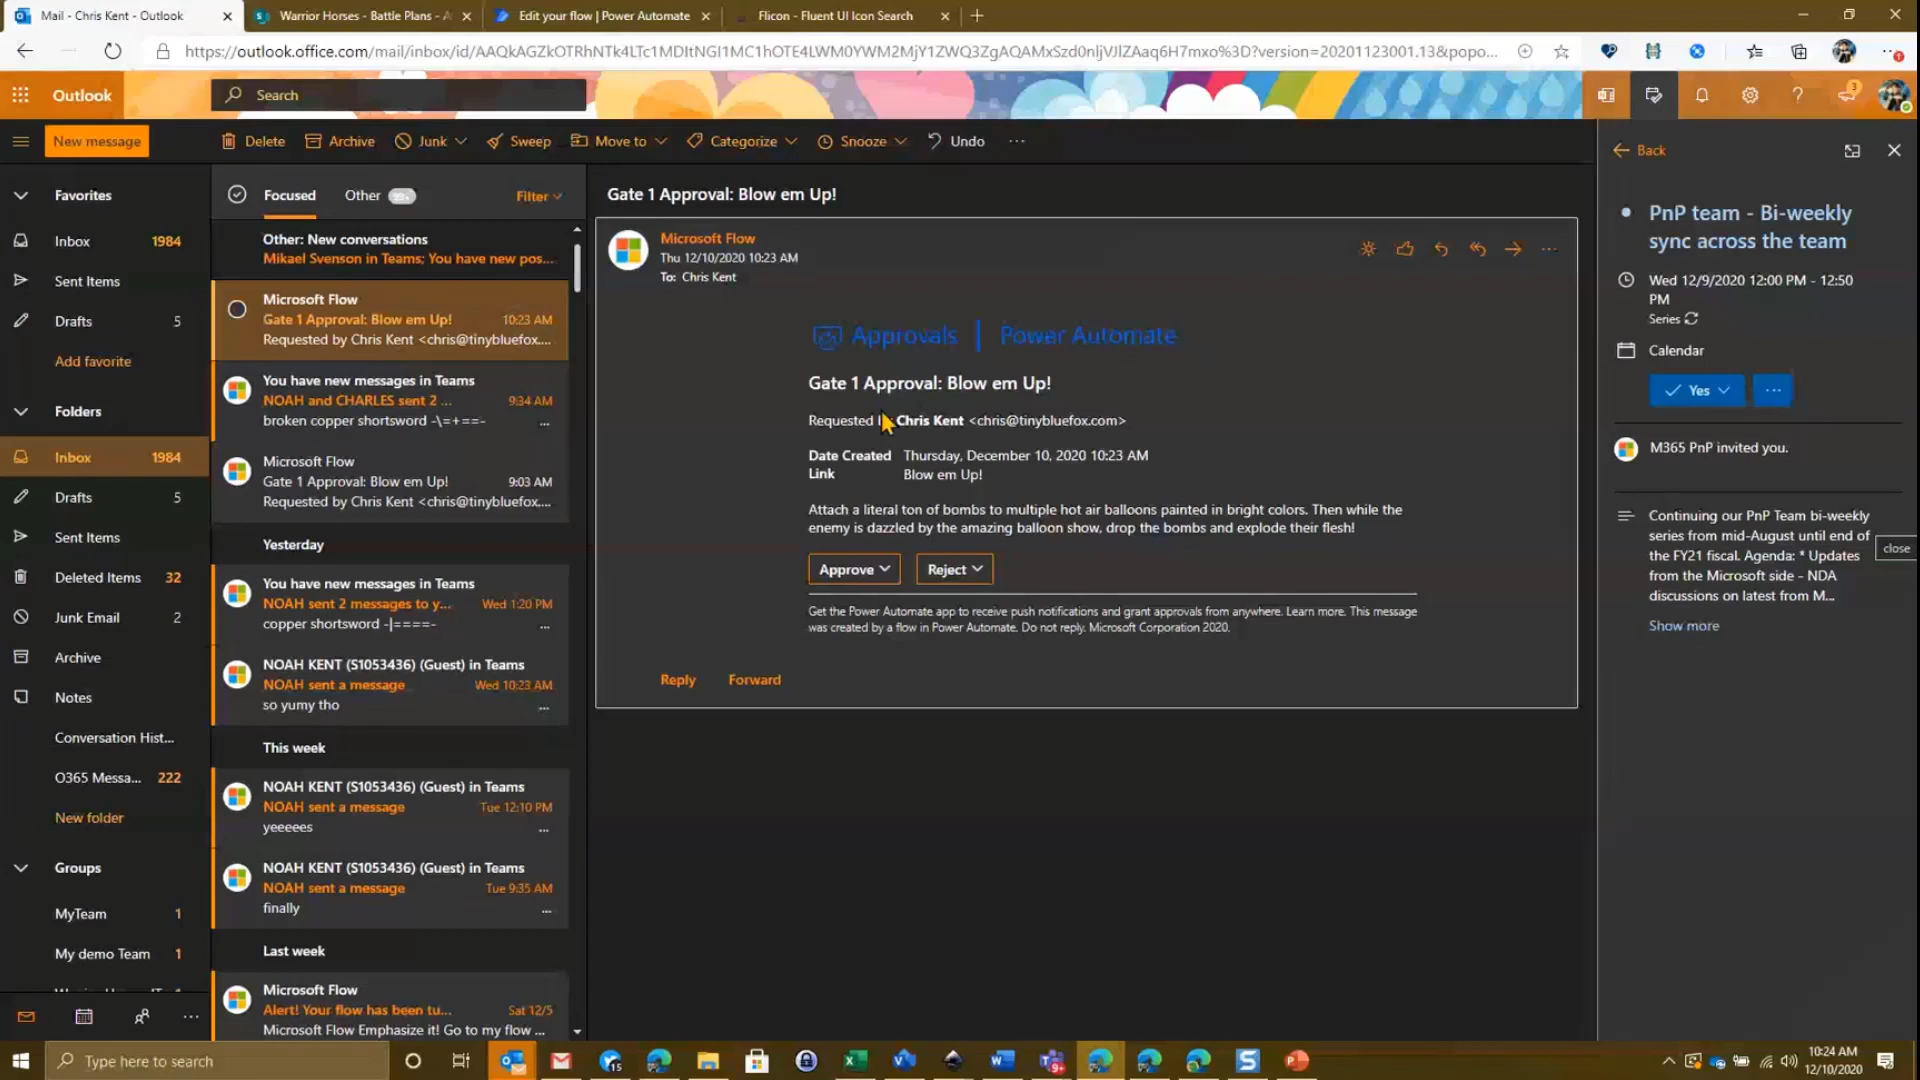 Mail - Chris Kent - Outlook
Warrior Horses - Battle Plans - A
Edit your flow | Power Automate
Flicon - Fluent UI Icon Search
https://outlook.office.com/mail/inbox/id/AAQkAGZkOTRhNTk4LTc1MDItNGI1MC1hOTE4LWM0YWM2MjY1ZWQ3ZgAQAMxSzd0nljVJlZAaq6H7mxo%3D?version=20201123001.13&popo...
Outlook
Search
3
New message
Delete
Archive
Junk
Sweep
Move to
Categorize
Snooze
Undo
Favorites
Inbox 1984
Sent Items
Drafts 5
Add favorite
Folders
Inbox 1984
Drafts 5
Sent Items
Deleted Items 32
Junk Email 2
Archive
Notes
Conversation Hist...
O365 Messa... 222
New folder
Groups
MyTeam 1
My demo Team 1
Focused
Other
Filter
Other: New conversations
Mikael Svenson in Teams; You have new pos...
Microsoft Flow
Gate 1 Approval: Blow em Up! 10:23 AM
Requested by Chris Kent <chris@tinybluefox....
You have new messages in Teams
NOAH and CHARLES sent 2 ... 9:34 AM
broken copper shortsword -\=+==- ...
Microsoft Flow
Gate 1 Approval: Blow em Up! 9:03 AM
Requested by Chris Kent <chris@tinybluefox....
Yesterday
You have new messages in Teams
NOAH sent 2 messages to y... Wed 1:20 PM
copper shortsword -|====- ...
NOAH KENT (S1053436) (Guest) in Teams
NOAH sent a message Wed 10:23 AM
so yumy tho ...
This week
NOAH KENT (S1053436) (Guest) in Teams
NOAH sent a message Tue 12:10 PM
yeeeees ...
NOAH KENT (S1053436) (Guest) in Teams
NOAH sent a message Tue 9:35 AM
finally ...
Last week
Microsoft Flow
Alert! Your flow has been tu... Sat 12/5
Microsoft Flow Emphasize it! Go to my flow ...
Gate 1 Approval: Blow em Up!
Microsoft Flow
Thu 12/10/2020 10:23 AM
To: Chris Kent
Approvals | Power Automate
Gate 1 Approval: Blow em Up!
Requested Chris Kent <chris@tinybluefox.com>
Date Created Thursday, December 10, 2020 10:23 AM
Link Blow em Up!
Attach a literal ton of bombs to multiple hot air balloons painted in bright colors. Then while the
enemy is dazzled by the amazing balloon show, drop the bombs and explode their flesh!
Approve
Reject
Get the Power Automate app to receive push notifications and grant approvals from anywhere. Learn more. This message
was created by a flow in Power Automate. Do not reply. Microsoft Corporation 2020.
Reply
Forward
Back
PnP team - Bi-weekly
sync across the team
Wed 12/9/2020 12:00 PM - 12:50
PM
Series
Calendar
Yes
M365 PnP invited you.
Continuing our PnP Team bi-weekly
series from mid-August until end of
the FY21 fiscal. Agenda: * Updates
from the Microsoft side - NDA
discussions on latest from M...
Show more
close
Type here to search
10:24 AM
12/10/2020